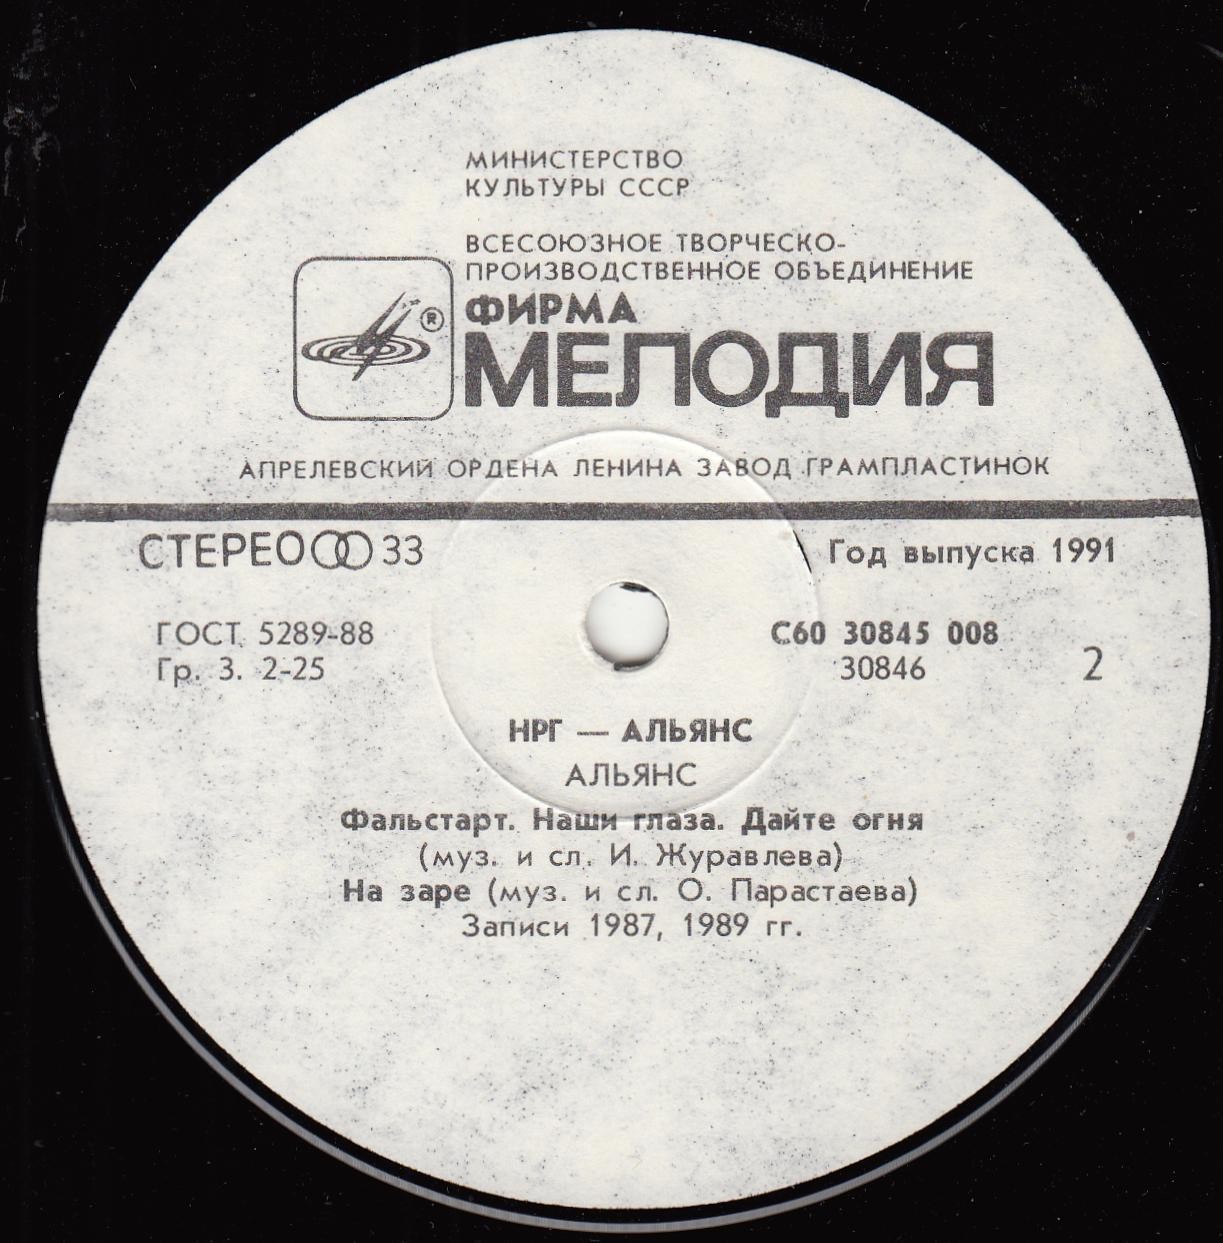 МИНИСТЕРСТВО
КУЛЬТУРЫ СССР
ВСЕСОЮЗНОЕ ТВОРЧЕСКО-
ПРОИЗВОДСТВЕННОЕ ОБЪЕДИНЕНИЕ
ФИРМА
® МЕЛОДИЯ
АПРЕЛЕВСКИЙ ОРДЕНА ЛЕНИНА ЗАВОД ГРАМПЛАСТИНОК
СТЕРЕО 33 Год выпуска 1991
ГОСТ 5289-88 С60 30845 008
Гр. 3. 2-25 30846 2
НРГ — АЛЬЯНС
АЛЬЯНС
Фальстарт. Наши глаза. Дайте огня
(муз. и сл. И. Журавлева)
На заре (муз. и сл. О. Парастаева)
Записи 1987, 1989 гг.